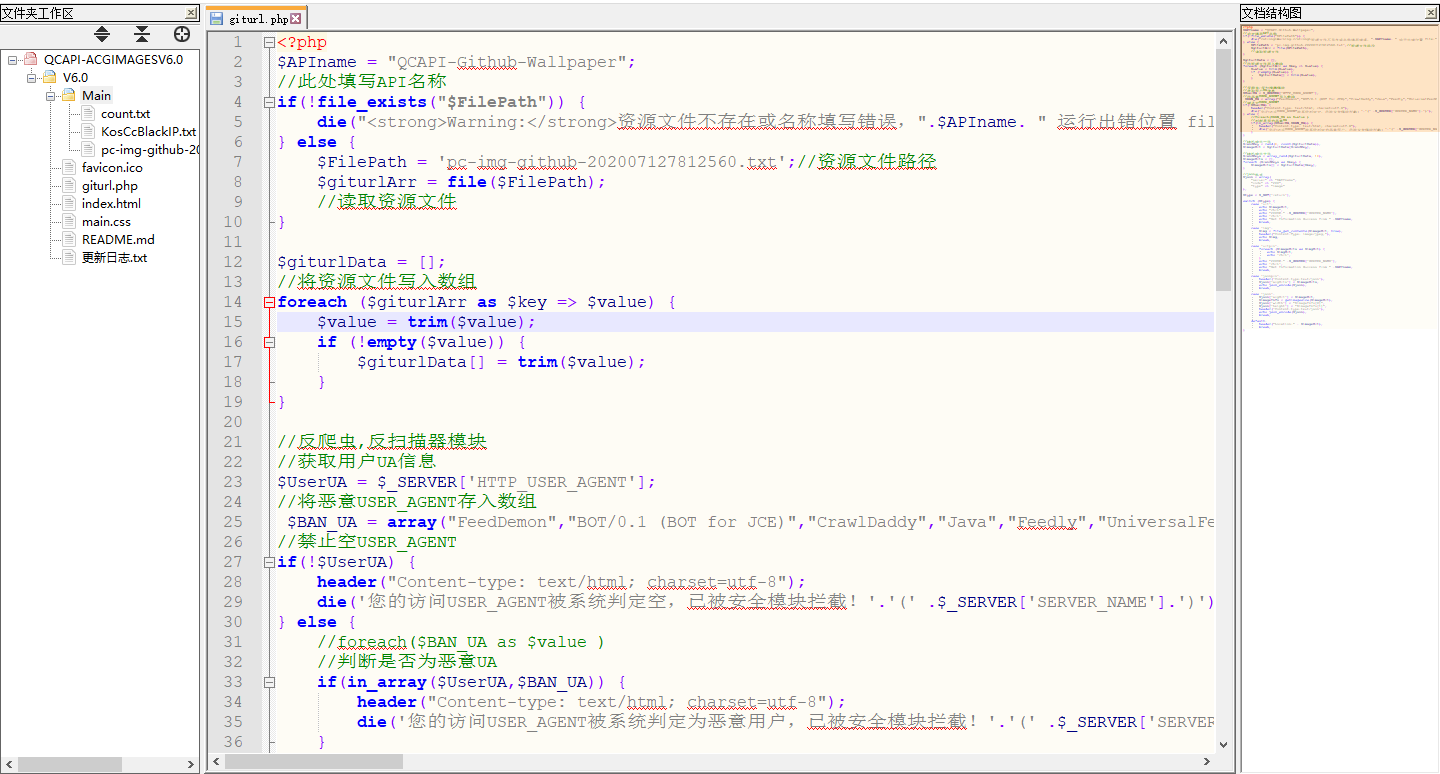 文件夹工作区
QCAPI-ACGIMAGESV6.0
V6.0
Main
count.txt
KosCcBlackIP.txt
pc-img-github-20
favicon.ico
giturl.php
index.html
main.css
README.md
更新日志.txt
giturl.php
1 <?php
2 $APIname = "QCAPI-Github-Wallpaper";
3 //此处填写API名称
4 if(!file_exists("$FilePath")) {
5 die("<strong>Warning:</strong>资源文件不存在或名称填写错误，".$APIname. " 运行出错位置 fil
6 } else {
7 $FilePath = 'pc-img-github-202007127812560.txt';//资源文件路径
8 $giturlArr = file($FilePath);
9 //读取资源文件
10 }
11
12 $giturlData = [];
13 //将资源文件写入数组
14 foreach ($giturlArr as $key => $value) {
15 $value = trim($value);
16 if (!empty($value)) {
17 $giturlData[] = trim($value);
18 }
19 }
20
21 //反爬虫,反扫描器模块
22 //获取用户UA信息
23 $UserUA = $_SERVER['HTTP_USER_AGENT'];
24 //将恶意USER_AGENT存入数组
25 $BAN_UA = array("FeedDemon","BOT/0.1 (BOT for JCE)","CrawlDaddy","Java","Feedly","UniversalFe
26 //禁止空USER_AGENT
27 if(!$UserUA) {
28 header("Content-type: text/html; charset=utf-8");
29 die('您的访问USER_AGENT被系统判定空，已被安全模块拦截！'.'(' .$_SERVER['SERVER_NAME'].')')
30 } else {
31 //foreach($BAN_UA as $value )
32 //判断是否为恶意UA
33 if(in_array($UserUA,$BAN_UA)) {
34 header("Content-type: text/html; charset=utf-8");
35 die('您的访问USER_AGENT被系统判定为恶意用户，已被安全模块拦截！'.'(' .$_SERVER['SERVER
36 }
文档结构图